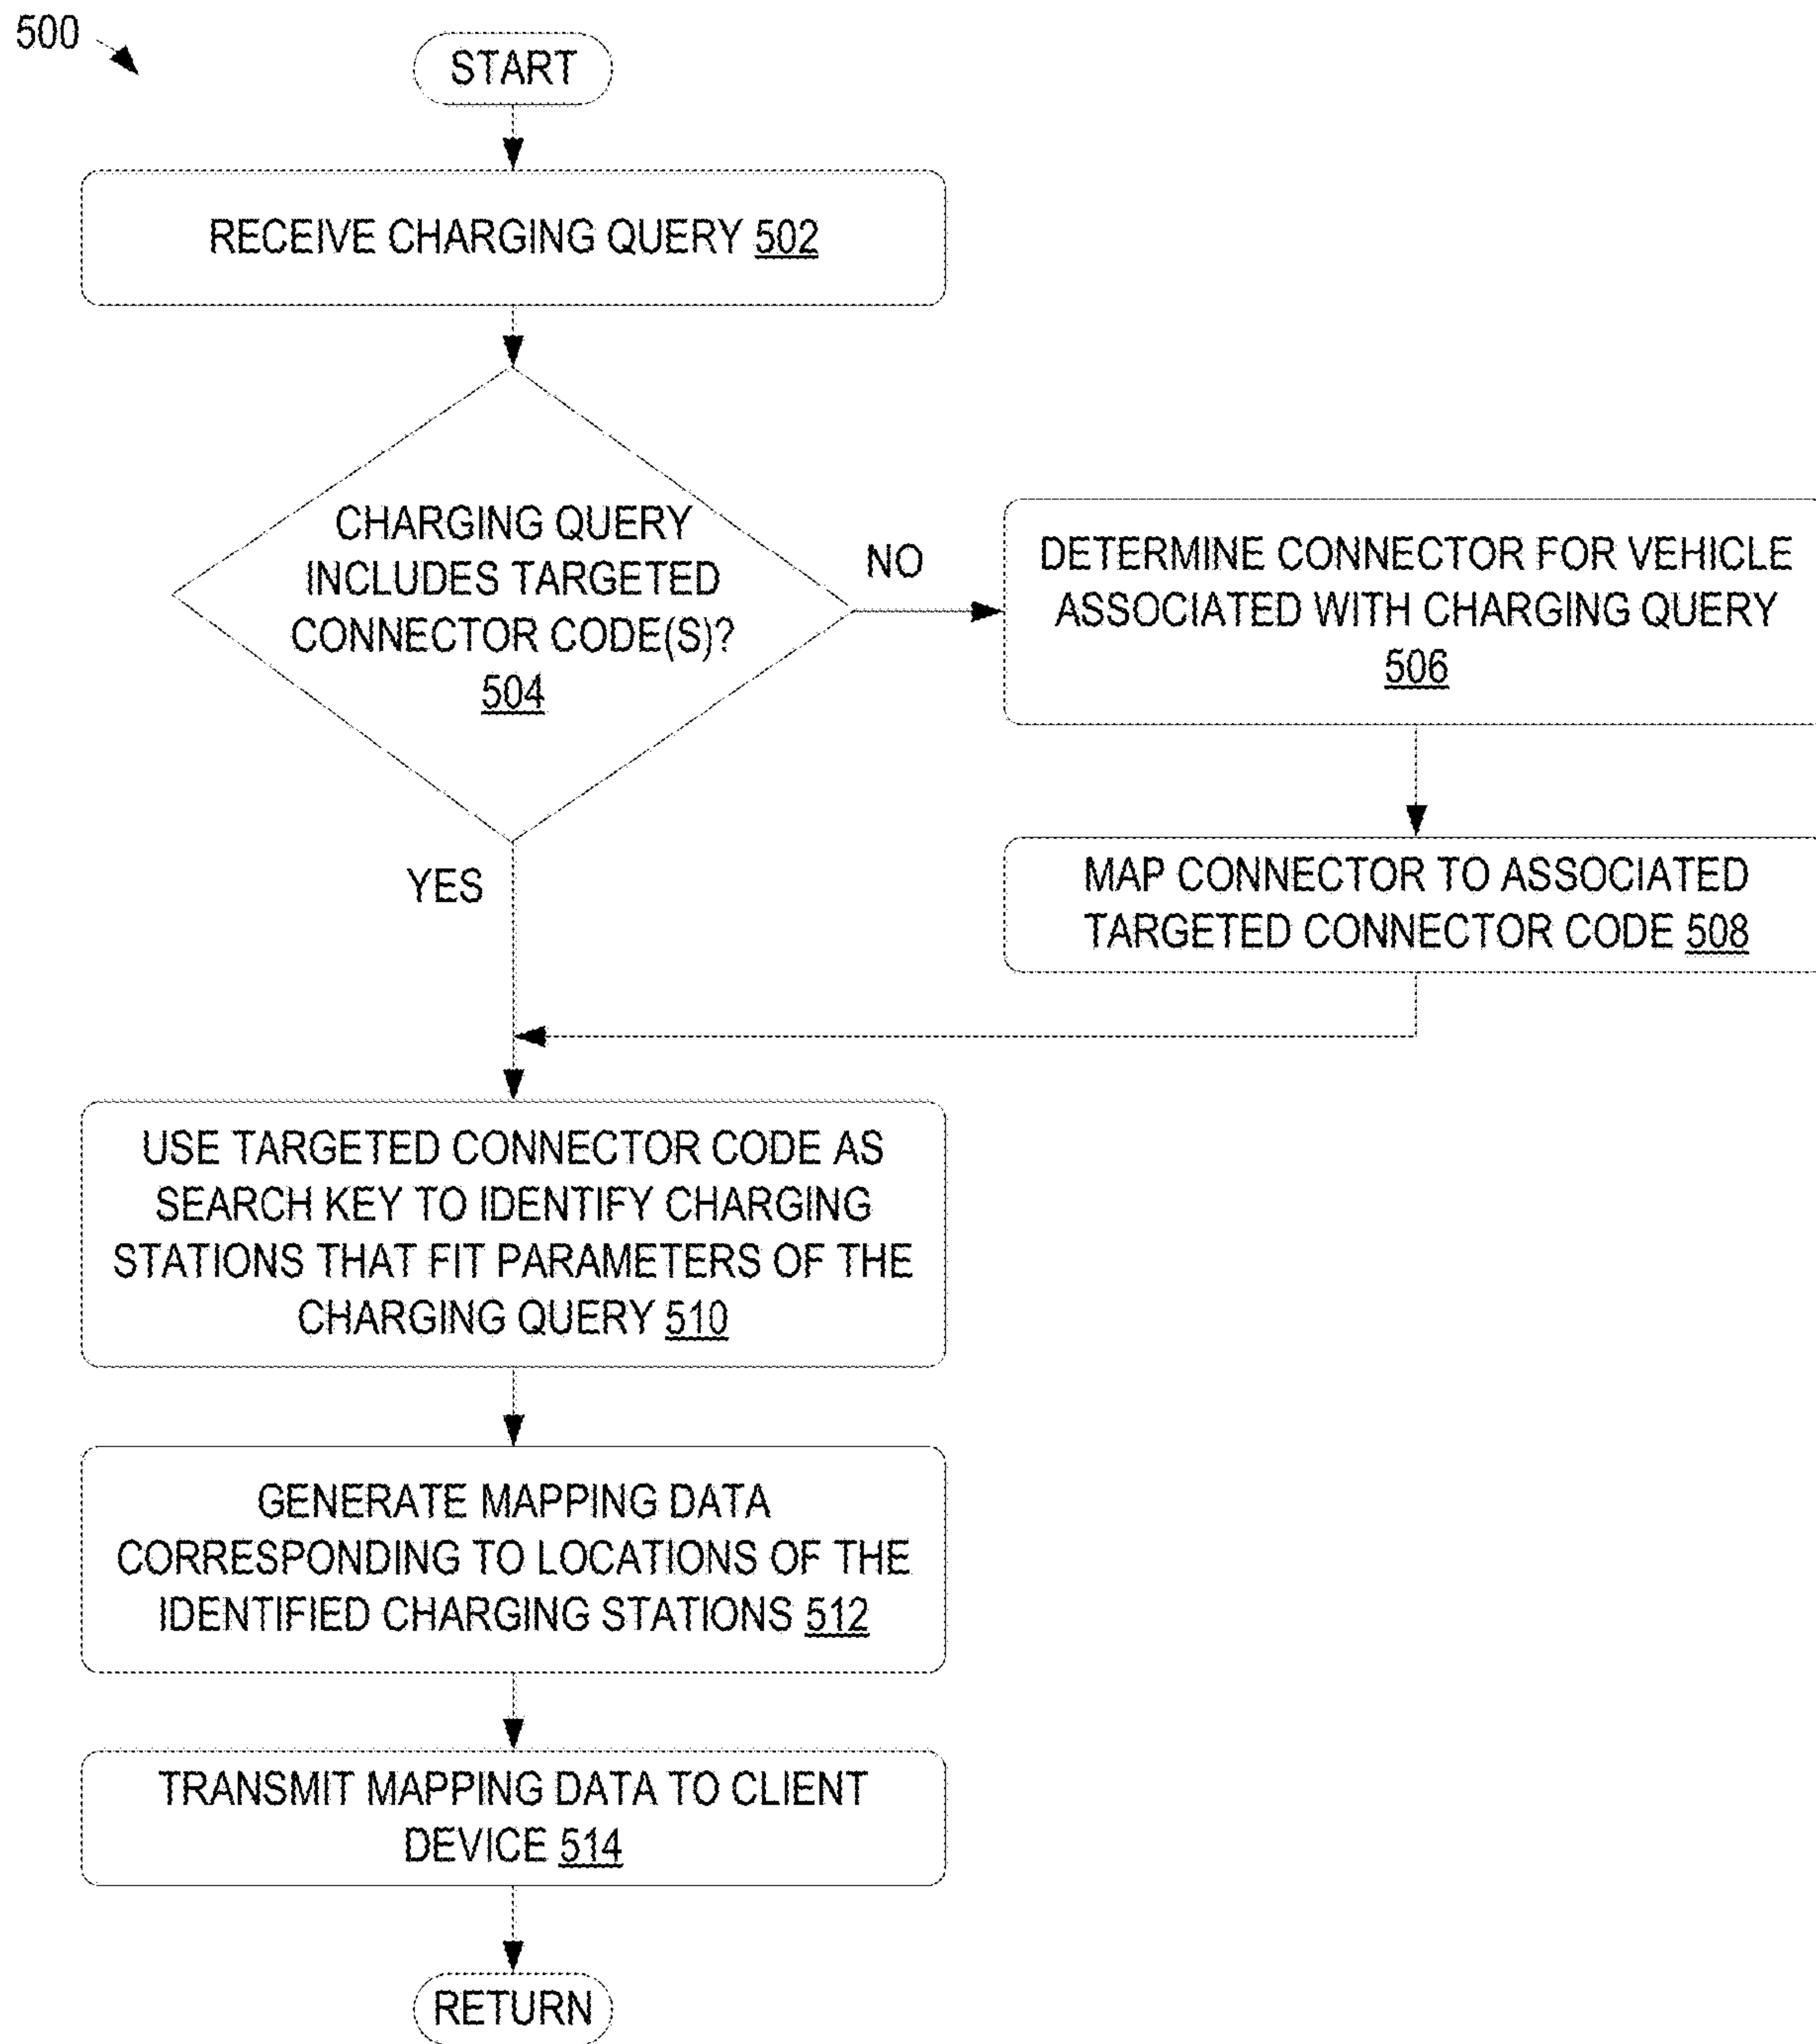 500
START
RECEIVE CHARGING QUERY 502
CHARGING QUERY
INCLUDES TARGETED
CONNECTOR CODE(S)?
504
NO
DETERMINE CONNECTOR FOR VEHICLE
ASSOCIATED WITH CHARGING QUERY
506
YES
MAP CONNECTOR TO ASSOCIATED
TARGETED CONNECTOR CODE 508
USE TARGETED CONNECTOR CODE AS
SEARCH KEY TO IDENTIFY CHARGING
STATIONS THAT FIT PARAMETERS OF THE
CHARGING QUERY 510
GENERATE MAPPING DATA
CORRESPONDING TO LOCATIONS OF THE
IDENTIFIED CHARGING STATIONS 512
TRANSMIT MAPPING DATA TO CLIENT
DEVICE 514
RETURN